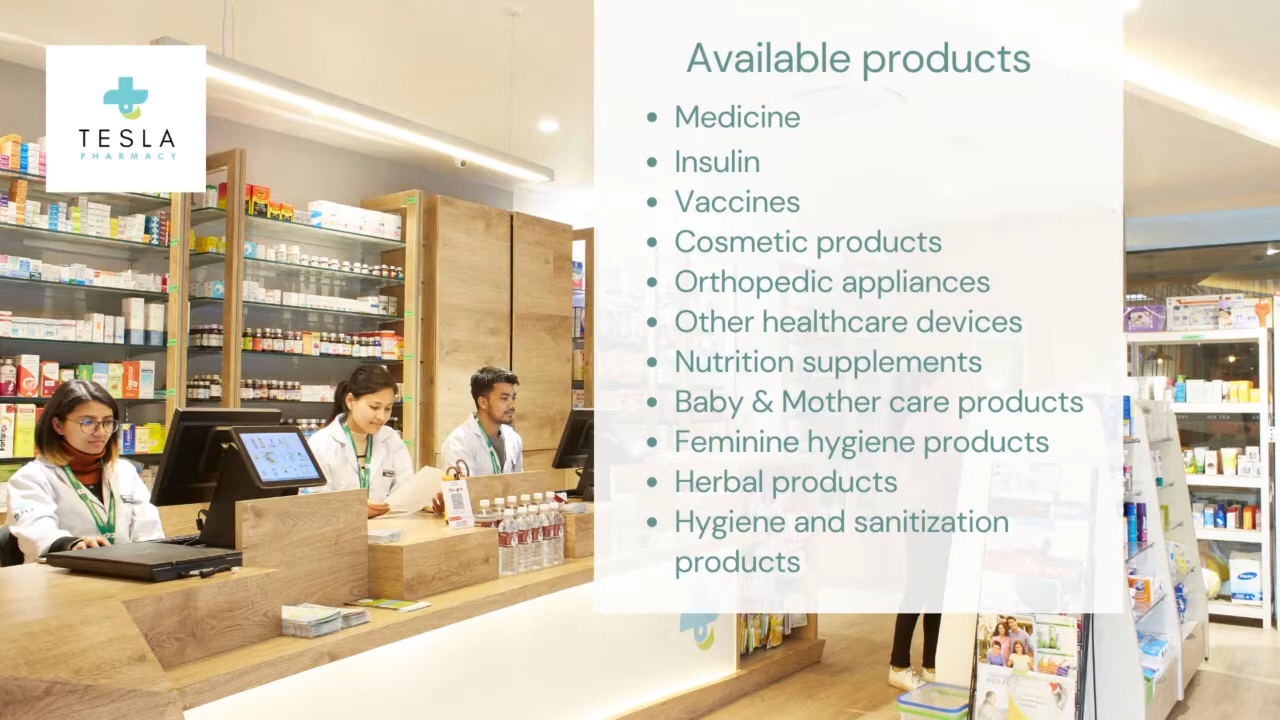 TESLA
PHARMACY
Available products
• Medicine
• Insulin
• Vaccines
• Cosmetic products
• Orthopedic appliances
• Other healthcare devices
• Nutrition supplements
• Baby & Mother care products
• Feminine hygiene products
• Herbal products
• Hygiene and sanitization
products